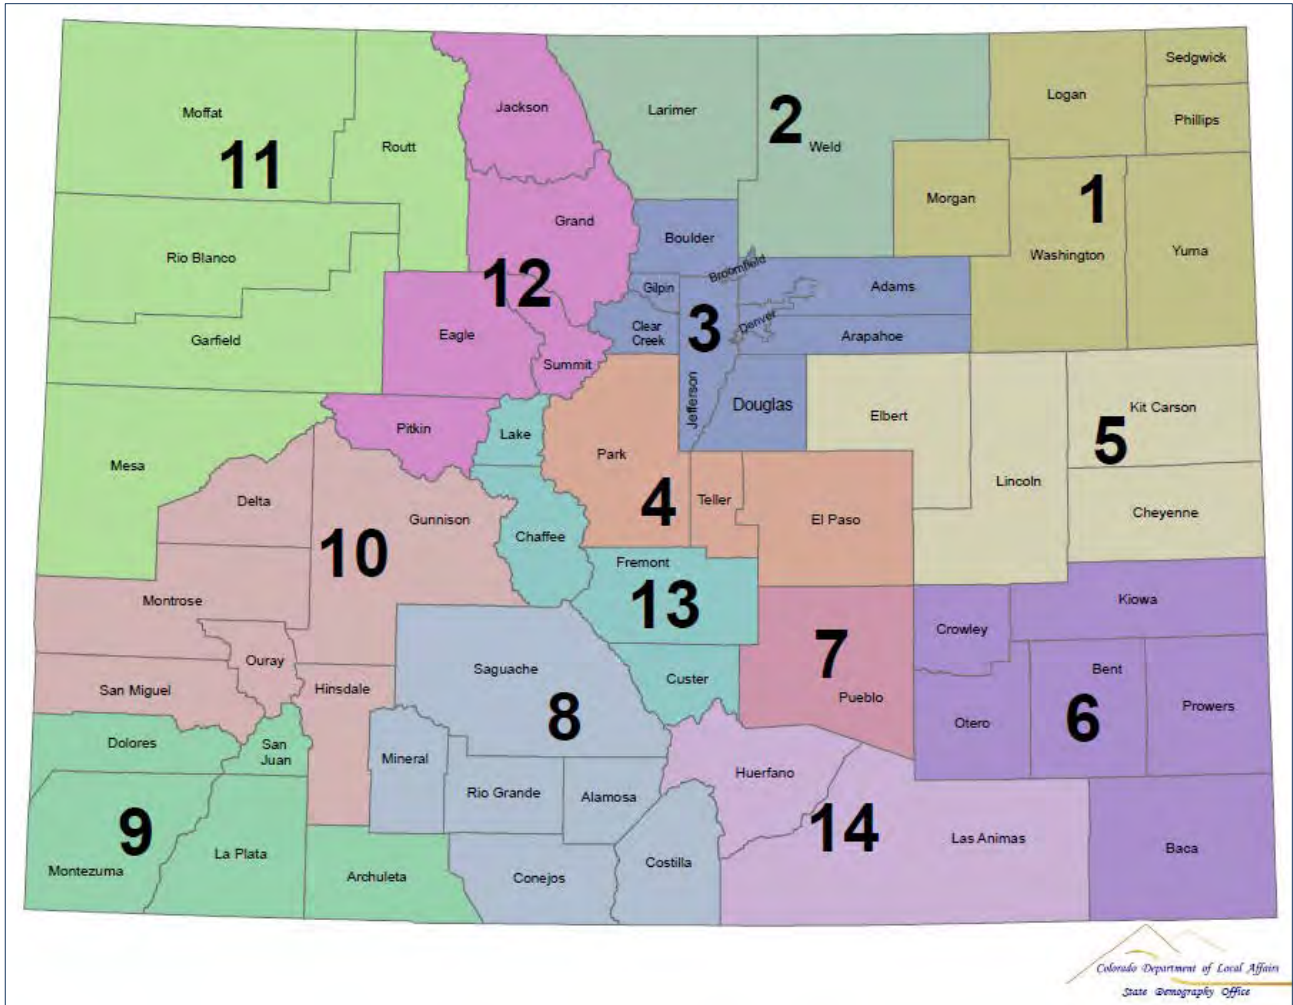 Sedgwick
Logan
Jackson
Larimer
2
Moffat
Phillips
Routt
Weld
11
Morgan
1
Grand
Boulder
Yuma
Washington
Rio Blanco
Broomfield
12
Gilpin
Adams
3
Denver
Clear
Creek
Eagle
Arapahoe
Garfield
Summit
Jefferson
Douglas
Kit Carson
Elbert
Pitkin
Lake
5
Park
Mesa
Lincoln
Delta
4
Teller
Cheyenne
Gunnison
El Paso
Chaffee
10
Fremont
Montrose
13
Kiowa
Crowley
7
Ouray
Saguache
Bent
Custer
San Miguel
Hinsdale
Pueblo
Prowers
8
6
Otero
Dolores
San
Juan
Mineral
Huerfano
Rio Grande
Alamosa
9
14
Las Animas
La Plata
Baca
Costilla
Montezuma
Archuleta
Conejos
Colorado Department of Local Affairs
State Demography Office